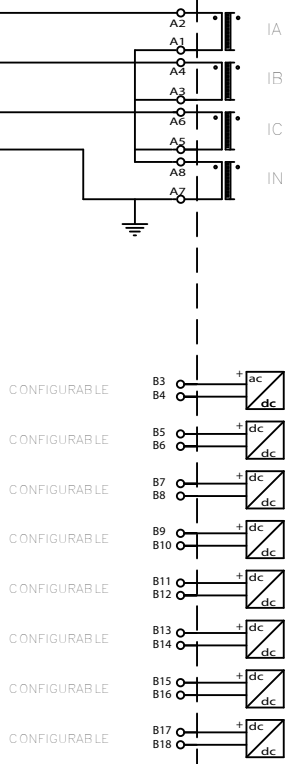 A2
IA
A1
A4
IB
A3
A6
IC
A5
A8
IN
A7
B3 + ac
CONFIGURABLE
B4 dc
B5 + dc
CONFIGURABLE
B6 dc
B7 + dc
CONFIGURABLE
B8 dc
B9 + dc
CONFIGURABLE
B10 dc
B11 + dc
CONFIGURABLE
B12 dc
B13 + dc
CONFIGURABLE
B14 dc
B15 + dc
CONFIGURABLE
B16 dc
B17 + dc
CONFIGURABLE
B18 dc